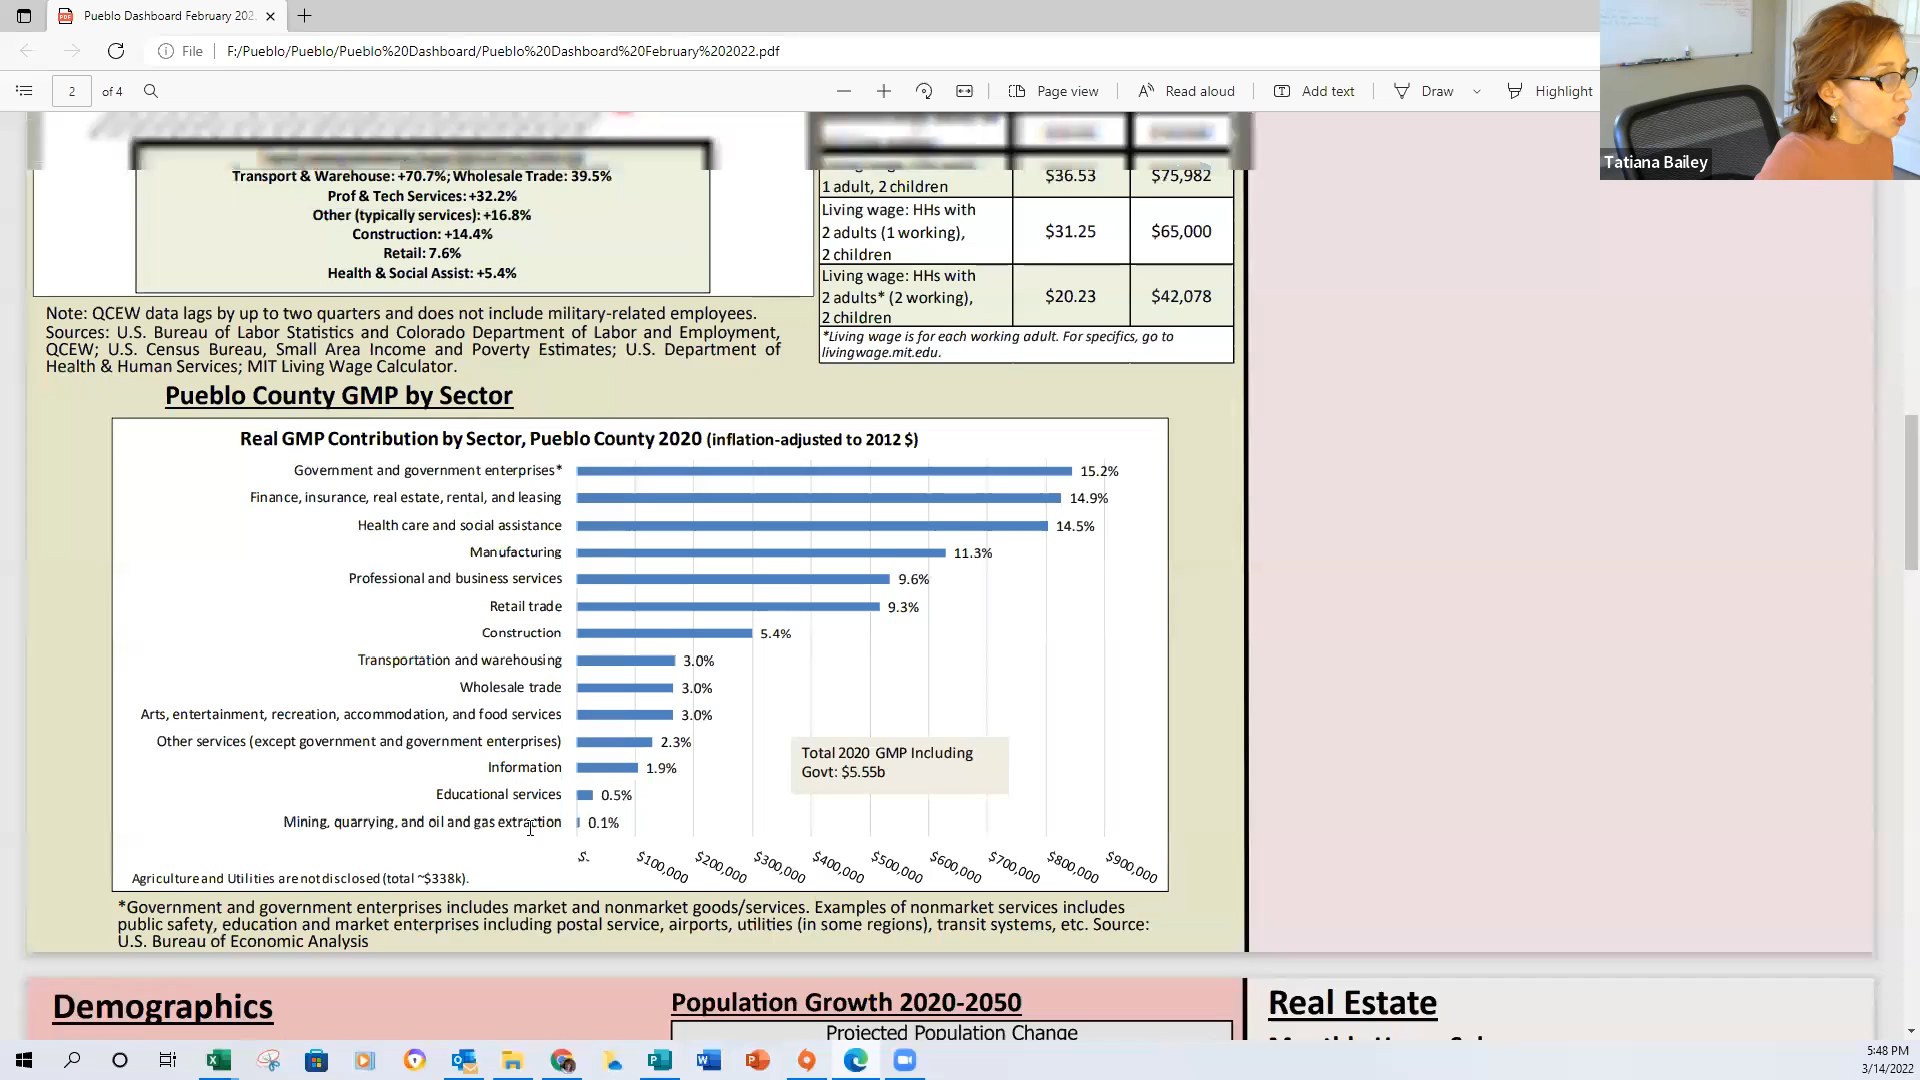 Pueblo Dashboard February 202
File
F:/Pueblo/Pueblo/Pueblo%20Dashboard/Pueblo%20Dashboard%20February%202022.pdf
2 of 4
Page view
Read aloud
Add text
Draw
Highlight
Tatiana Bailey
Transport & Warehouse: +70.7%; Wholesale Trade: 39.5%
Prof & Tech Services: +32.2%
Other (typically services): +16.8%
Construction: +14.4%
Retail: 7.6%
Health & Social Assist: +5.4%
1 adult, 2 children $36.53 $75,982
Living wage: HHs with
2 adults (1 working), $31.25 $65,000
2 children
Living wage: HHs with
2 adults* (2 working), $20.23 $42,078
2 children
*Living wage is for each working adult. For specifics, go to
livingwage.mit.edu.
Note: QCEW data lags by up to two quarters and does not include military-related employees.
Sources: U.S. Bureau of Labor Statistics and Colorado Department of Labor and Employment,
QCEW; U.S. Census Bureau, Small Area Income and Poverty Estimates; U.S. Department of
Health & Human Services; MIT Living Wage Calculator.
Pueblo County GMP by Sector
Real GMP Contribution by Sector, Pueblo County 2020 (inflation-adjusted to 2012 $)
Government and government enterprises* 15.2%
Finance, insurance, real estate, rental, and leasing 14.9%
Health care and social assistance 14.5%
Manufacturing 11.3%
Professional and business services 9.6%
Retail trade 9.3%
Construction 5.4%
Transportation and warehousing 3.0%
Wholesale trade 3.0%
Arts, entertainment, recreation, accommodation, and food services 3.0%
Other services (except government and government enterprises) 2.3%
Information 1.9%
Educational services 0.5%
Mining, quarrying, and oil and gas extraction 0.1%
Total 2020 GMP Including
Govt: $5.55b
$- $100,000 $200,000 $300,000 $400,000 $500,000 $600,000 $700,000 $800,000 $900,000
Agriculture and Utilities are not disclosed (total ~$338k).
*Government and government enterprises includes market and nonmarket goods/services. Examples of nonmarket services includes
public safety, education and market enterprises including postal service, airports, utilities (in some regions), transit systems, etc. Source:
U.S. Bureau of Economic Analysis
Demographics
Population Growth 2020-2050
Projected Population Change
Real Estate
5:48 PM
3/14/2022